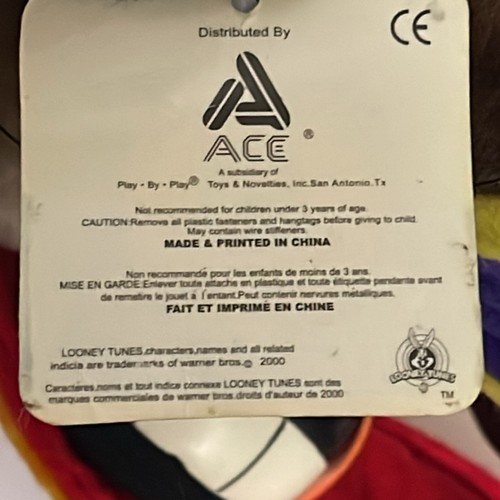 Distributed By
CE
ACE ®
A subsidiary of
Play - By - Play® Toys & Novelties, Inc.San Antonio,Tx
Not recommended for children under 3 years of age.
CAUTION:Remove all plastic fasteners and hangtags before giving to child.
May contain wire stiffeners.
MADE & PRINTED IN CHINA
Non recommandé pour les enfants de moins de 3 ans.
MISE EN GARDE:Enlever toute attache en plastique et toute étiquette pendante avant
de remetire le jouet a l'enfant.Peut contenir nervures métalliques.
FAIT ET IMPRIMÉ EN CHINE
LOONEY TUNES,characters,names and all related
indicia are trademarks of warner bros.© 2000
Caractères,noms et tout indice connexe LOONEY TUNES sont des
marques commerciales de warner bros.droits d'auteur de 2000
LOONEY TUNES
TM